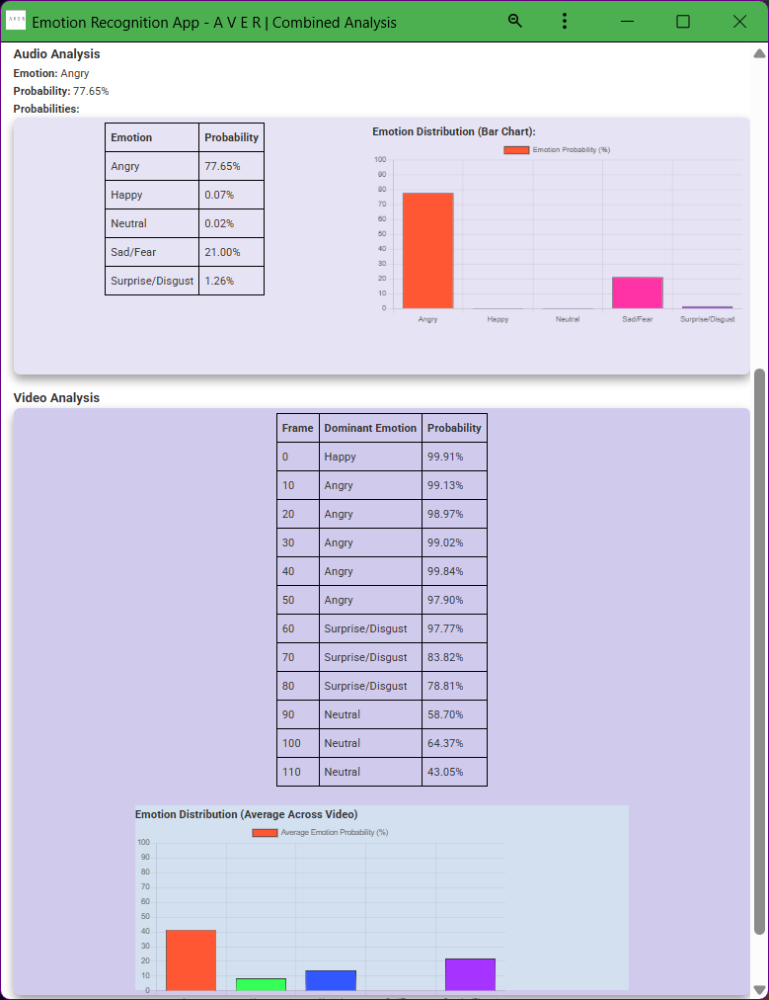 A V E R
Emotion Recognition App - A V E R | Combined Analysis
Audio Analysis
Emotion: Angry
Probability: 77.65%
Probabilities:
Emotion Probability
Angry 77.65%
Happy 0.07%
Neutral 0.02%
Sad/Fear 21.00%
Surprise/Disgust 1.26%
Emotion Distribution (Bar Chart):
Emotion Probability (%)
100
90
80
70
60
50
40
30
20
10
0
Angry Happy Neutral Sad/Fear Surprise/Disgust
Video Analysis
Frame Dominant Emotion Probability
0 Happy 99.91%
10 Angry 99.13%
20 Angry 98.97%
30 Angry 99.02%
40 Angry 99.84%
50 Angry 97.90%
60 Surprise/Disgust 97.77%
70 Surprise/Disgust 83.82%
80 Surprise/Disgust 78.81%
90 Neutral 58.70%
100 Neutral 64.37%
110 Neutral 43.05%
Emotion Distribution (Average Across Video)
Average Emotion Probability (%)
100
90
80
70
60
50
40
30
20
10
0